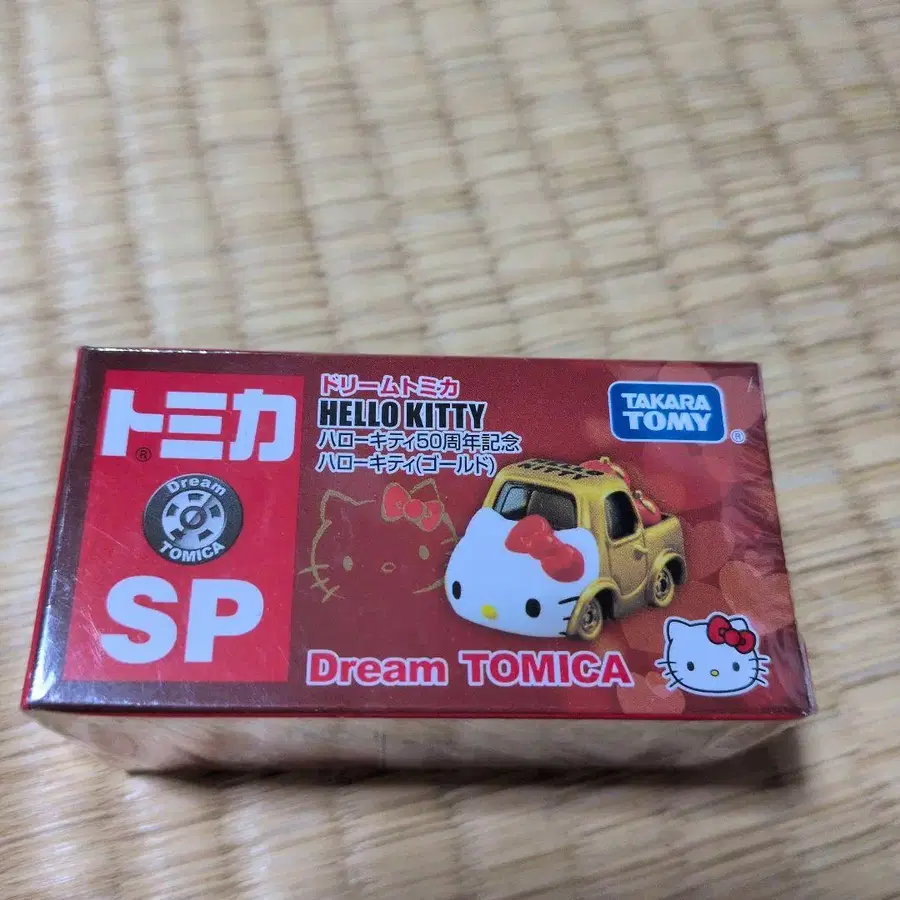 トミカ
®
Dream
TOMICA
SP
ドリームトミカ
HELLO KITTY
ハローキティ50周年記念
ハローキティ(ゴールド)
TAKARA
TOMY
®
KITTY
Dream TOMICA